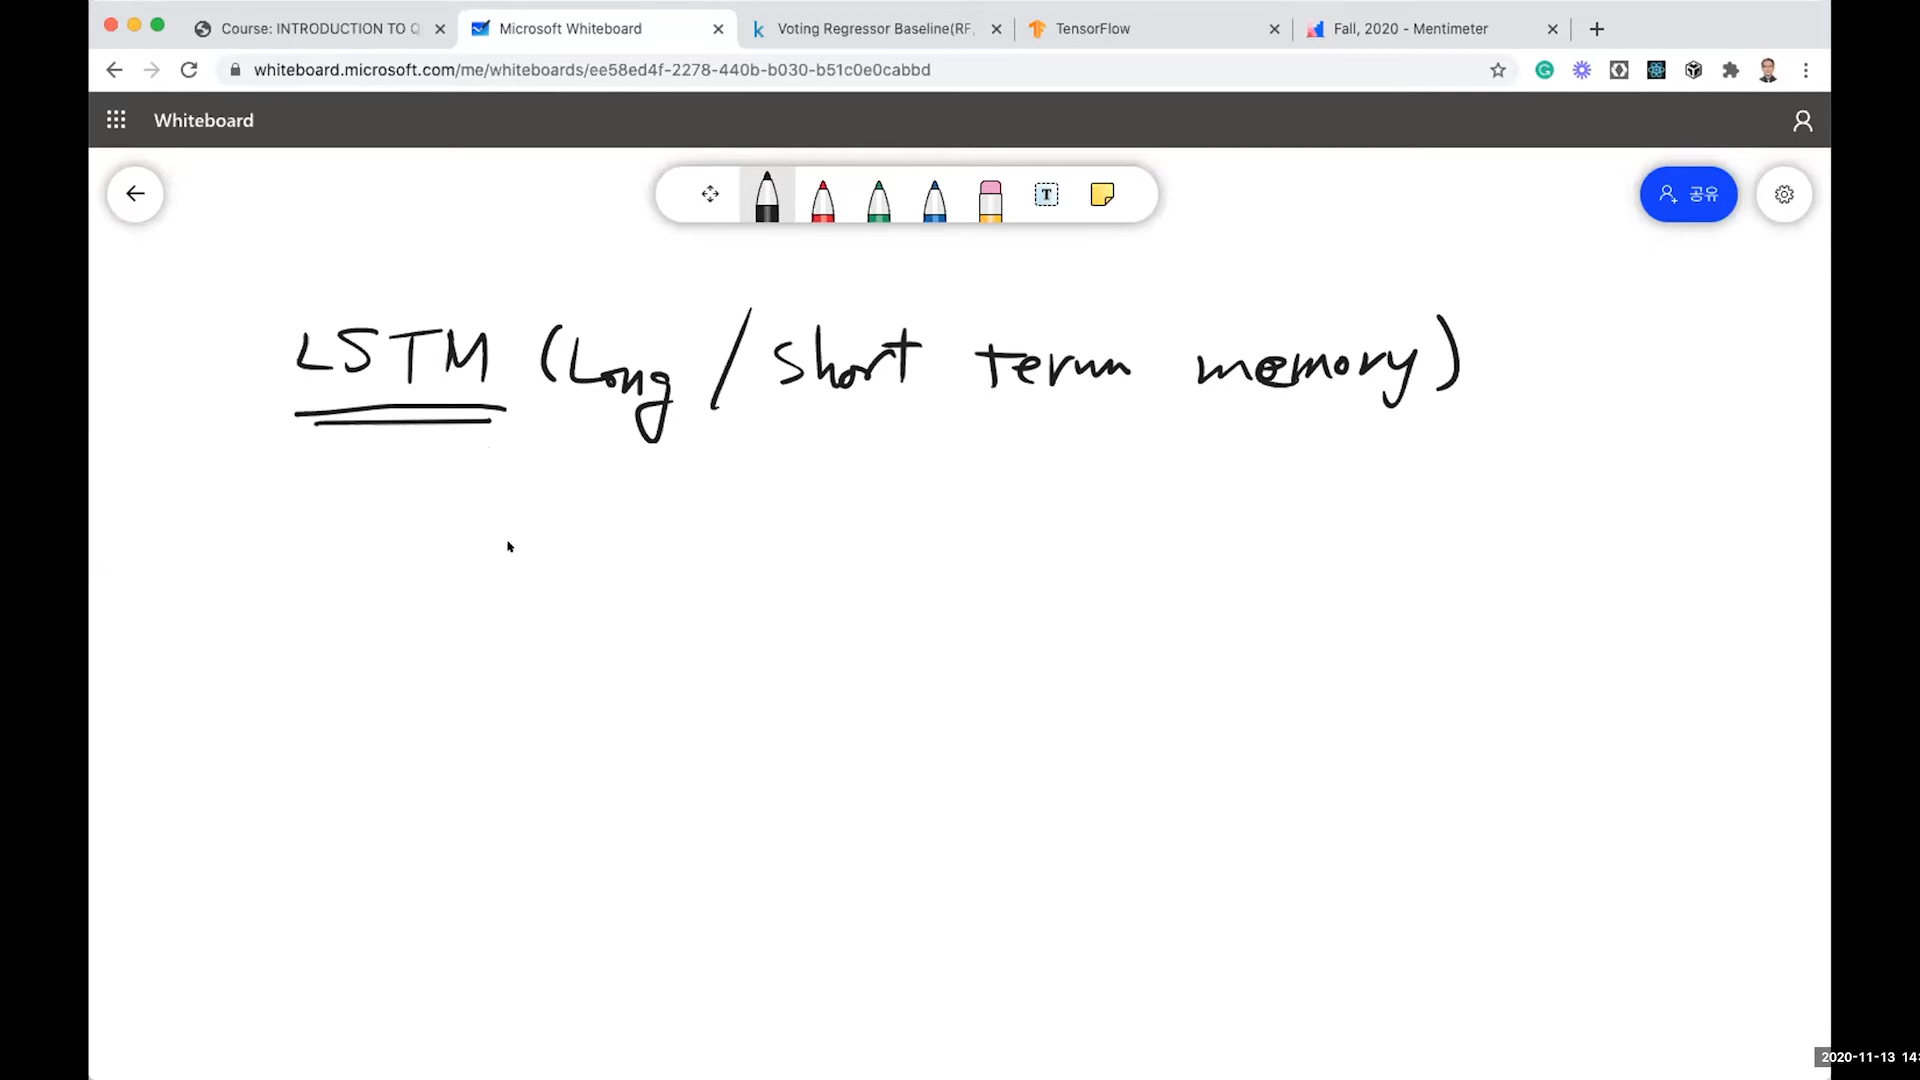 Course: INTRODUCTION TO Q
Microsoft Whiteboard
Voting Regressor Baseline(RF,
TensorFlow
Fall, 2020 - Mentimeter
whiteboard.microsoft.com/me/whiteboards/ee58ed4f-2278-440b-b030-b51c0e0cabbd
Whiteboard
T
공유
LSTM (Long / Short term memory)
2020-11-13 14: